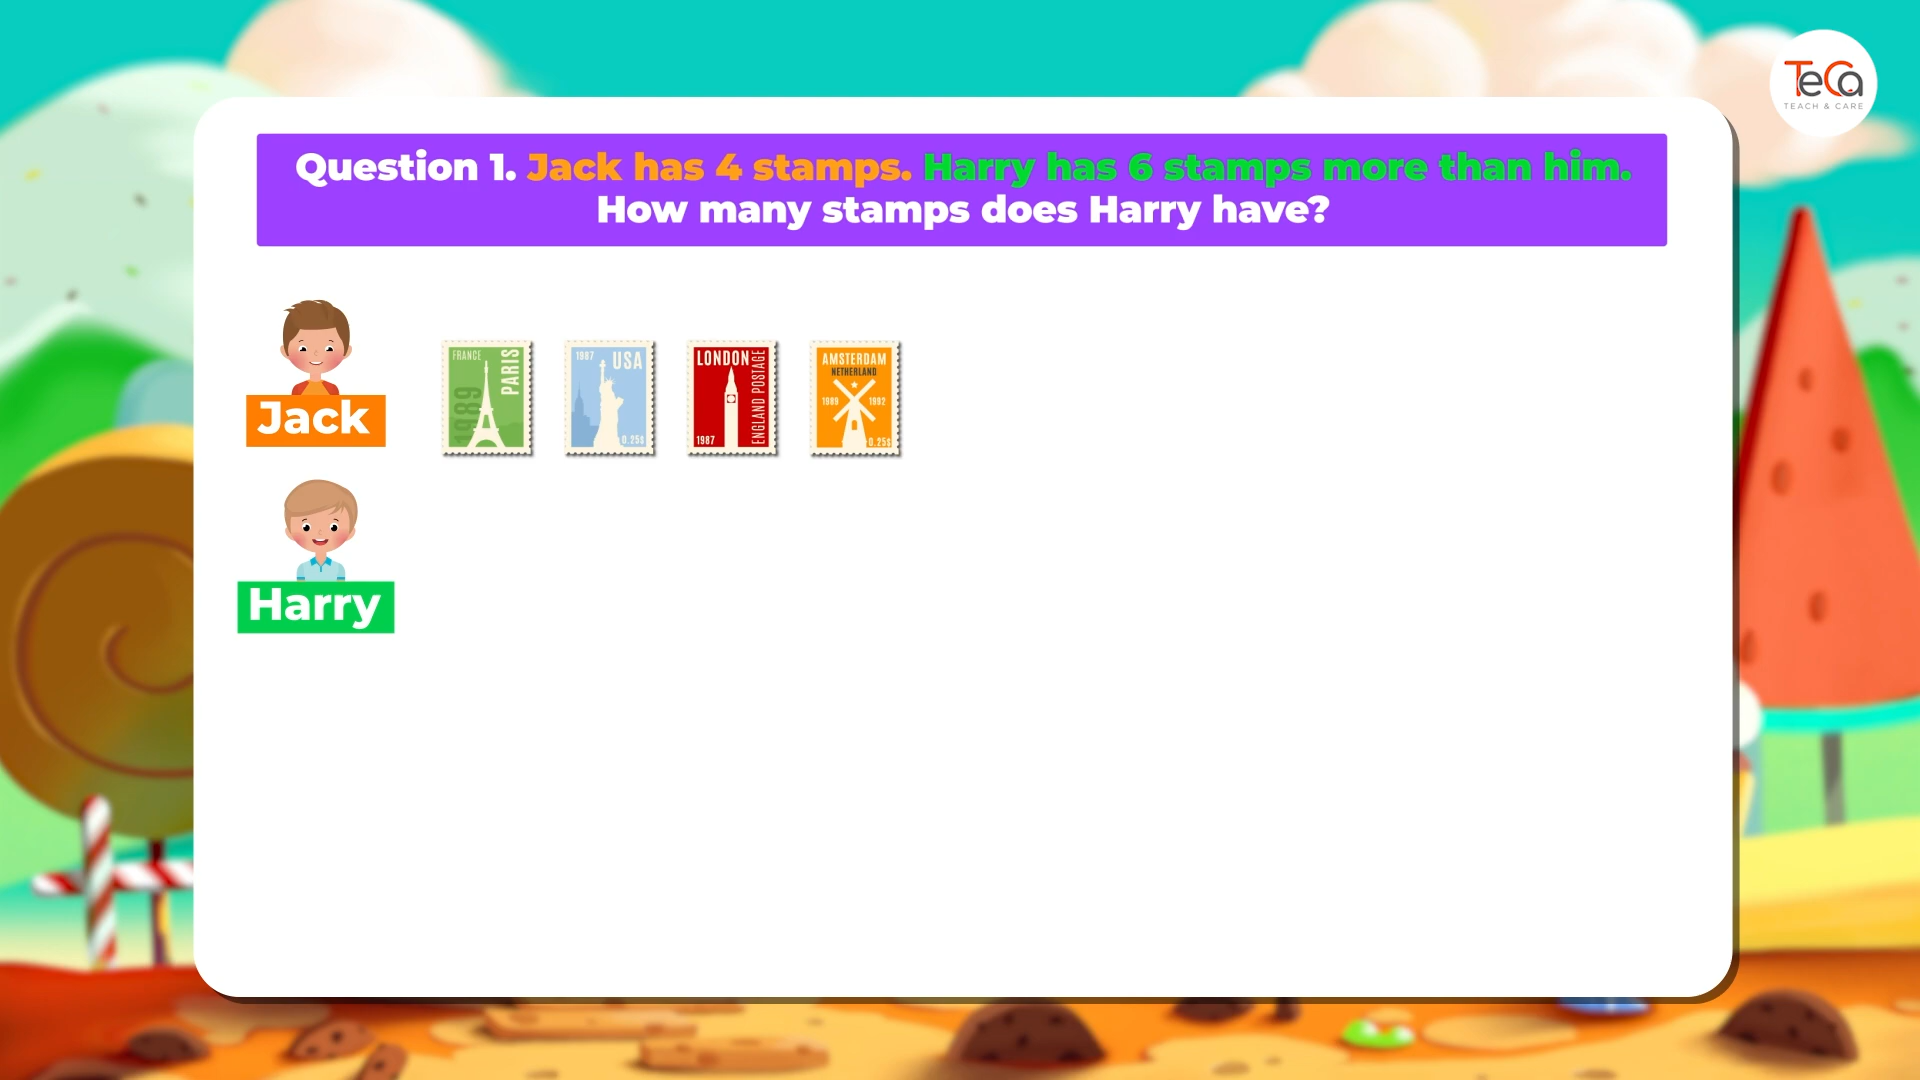 TeCa
TEACH & CARE
Question 1. Jack has 4 stamps. Harry has 6 stamps more than him.
How many stamps does Harry have?
Jack
FRANCE
PARIS
1989
1987
USA
0.25$
LONDON
ENGLAND POSTAGE
1987
AMSTERDAM
NETHERLAND
1989 1992
0.25$
Harry